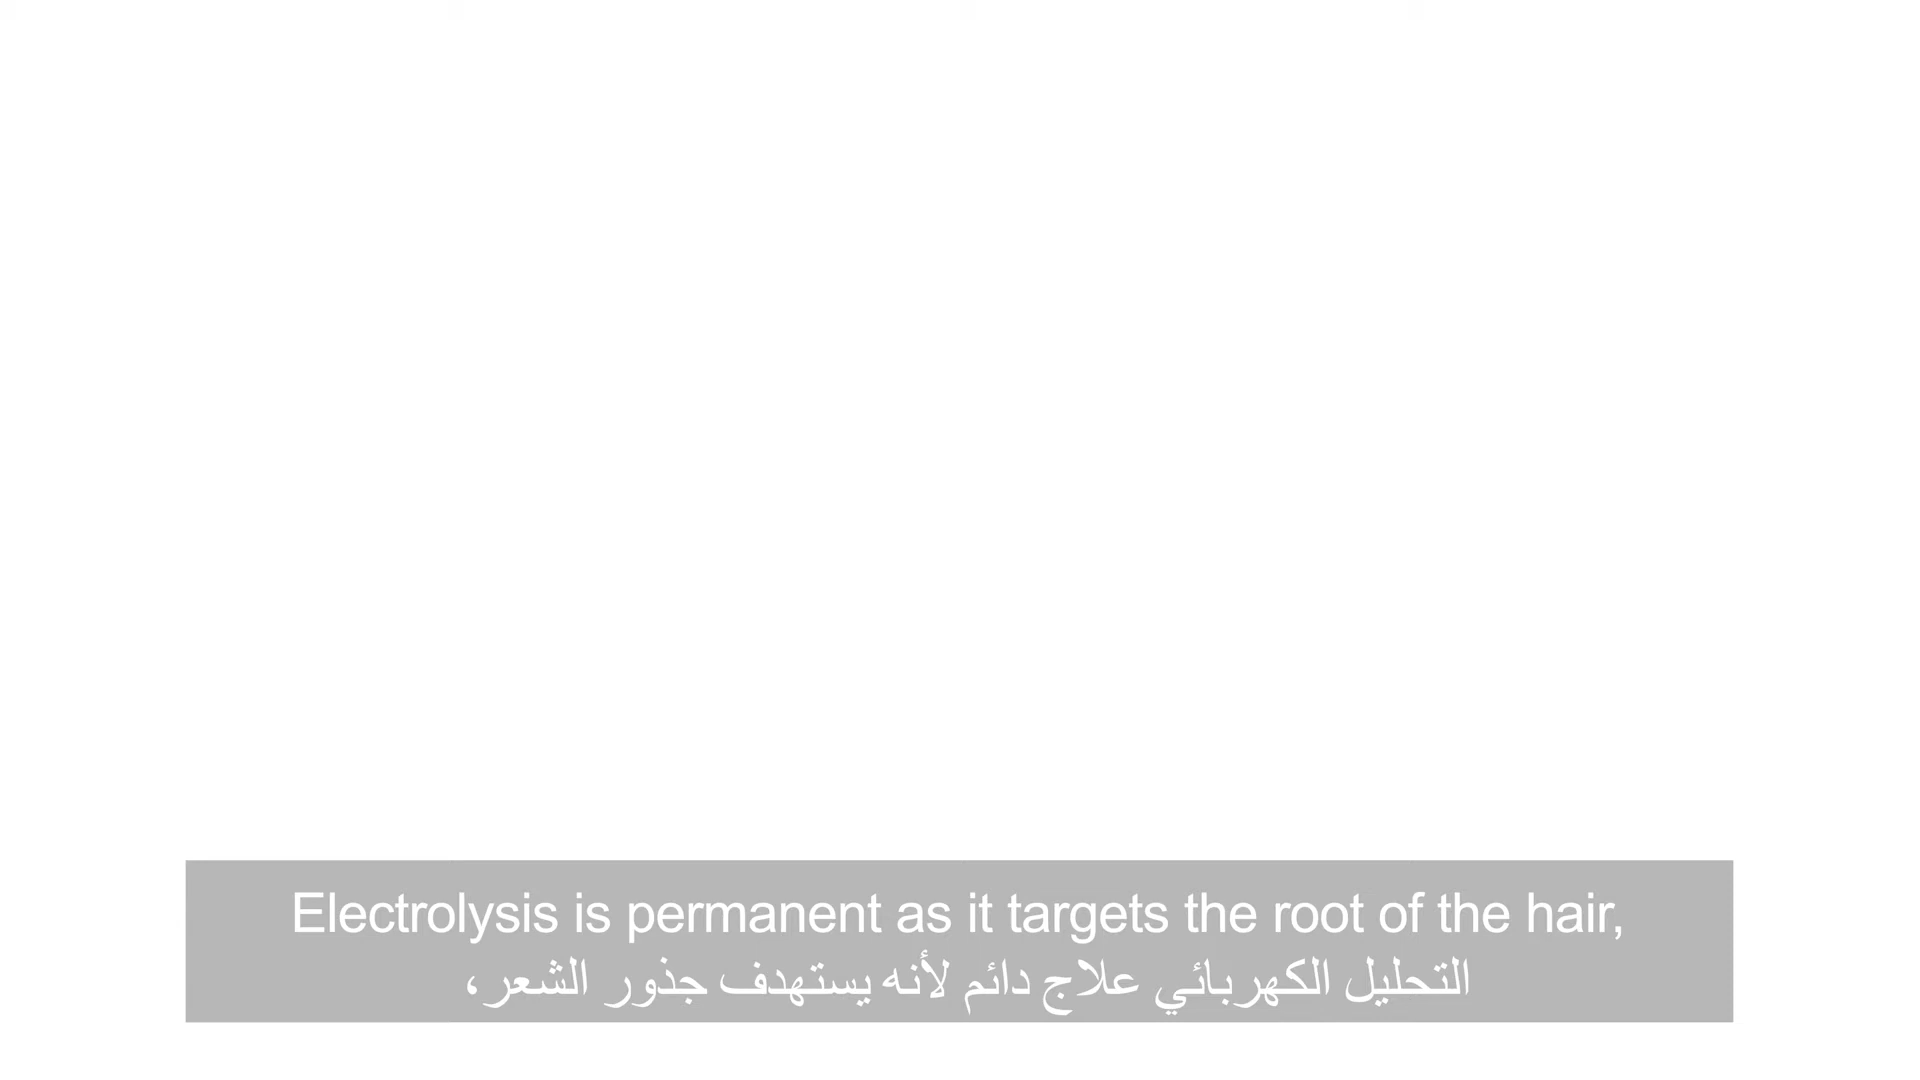 Electrolysis is permanent as it targets the root of the hair,
التحليل الكهربائي علاج دائم لأنه يستهدف جذور الشعر،